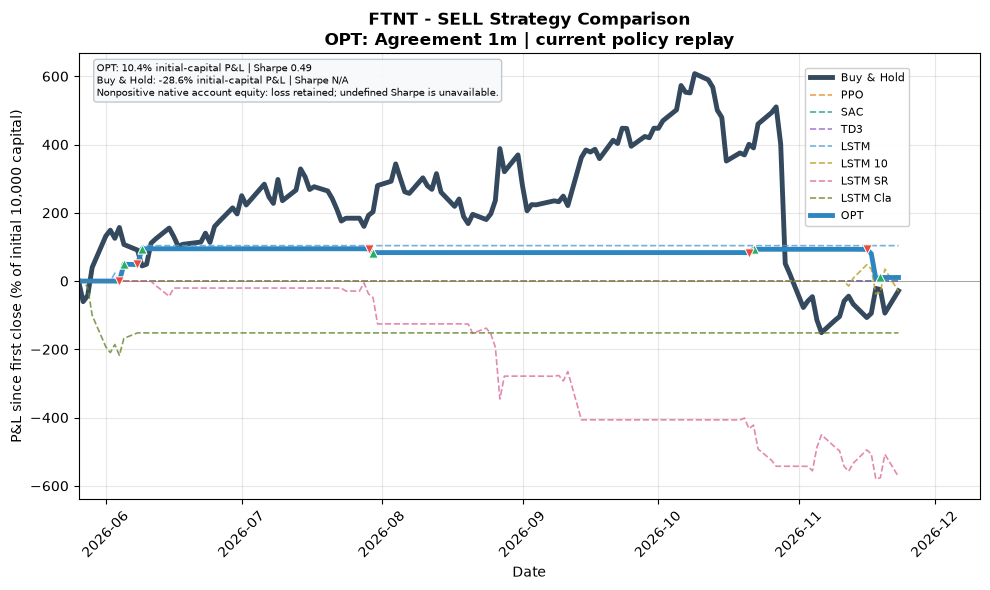 FTNT - SELL Strategy Comparison
OPT: Agreement 1m | current policy replay
OPT: 10.4% initial-capital P&L | Sharpe 0.49
Buy & Hold: -28.6% initial-capital P&L | Sharpe N/A
Nonpositive native account equity: loss retained; undefined Sharpe is unavailable.
Buy & Hold
PPO
SAC
TD3
LSTM
LSTM 10
LSTM SR
LSTM Cla
OPT
P&L since first close (% of initial 10,000 capital)
600
400
200
0
−200
−400
−600
2026-06
2026-07
2026-08
2026-09
2026-10
2026-11
2026-12
Date